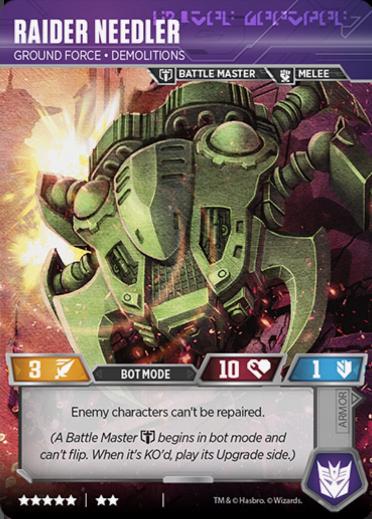 RAIDER NEEDLER
GROUND FORCE • DEMOLITIONS
BATTLE MASTER MELEE
3 BOT MODE 10 1
Enemy characters can't be repaired.
(A Battle Master begins in bot mode and
can't flip. When it's KO'd, play its Upgrade side.)
ARMOR
★★★★★ | ★★ | TM & © Hasbro. © Wizards.